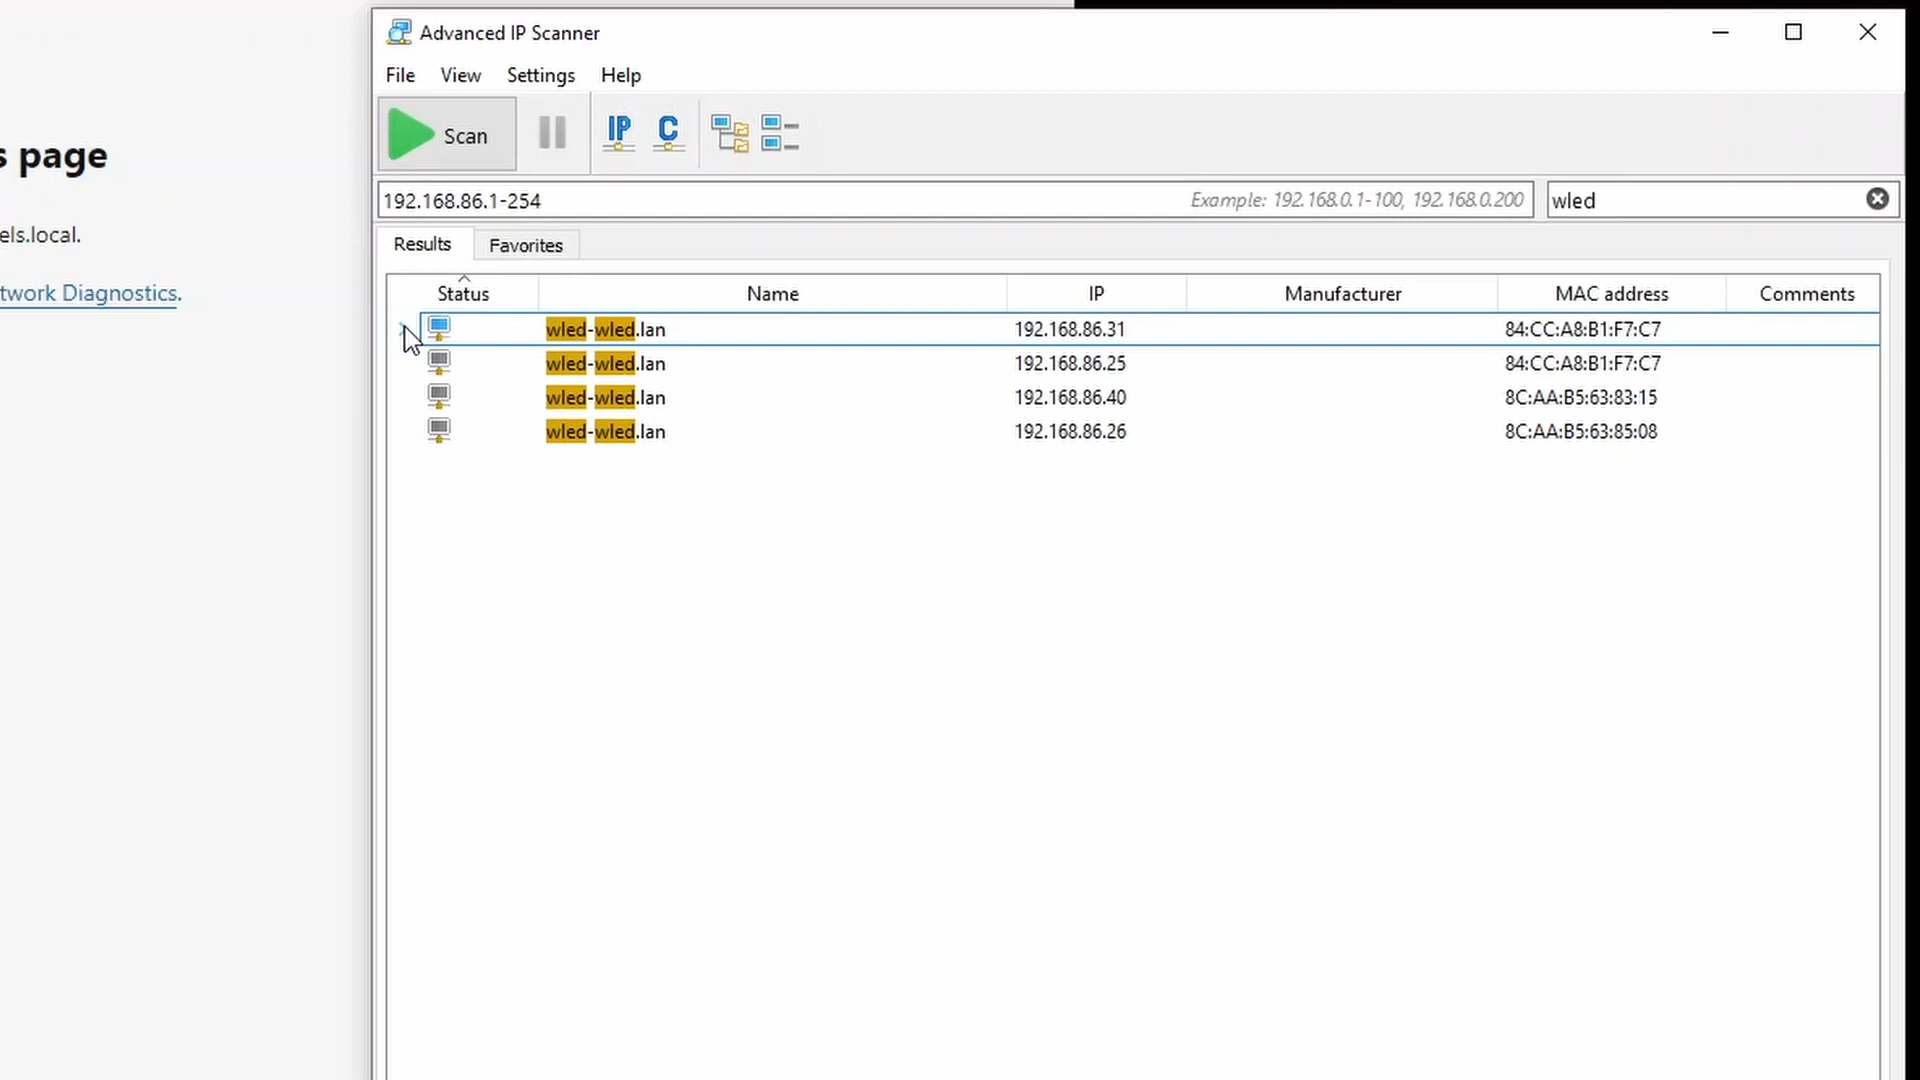 Advanced IP Scanner
File View Settings Help
Scan IP C
192.168.86.1-254 Example: 192.168.0.1-100, 192.168.0.200 wled
Results Favorites
Status Name IP Manufacturer MAC address Comments
wled-wled.lan 192.168.86.31 84:CC:A8:B1:F7:C7
wled-wled.lan 192.168.86.25 84:CC:A8:B1:F7:C7
wled-wled.lan 192.168.86.40 8C:AA:B5:63:83:15
wled-wled.lan 192.168.86.26 8C:AA:B5:63:85:08
s page
els.local.
twork Diagnostics.